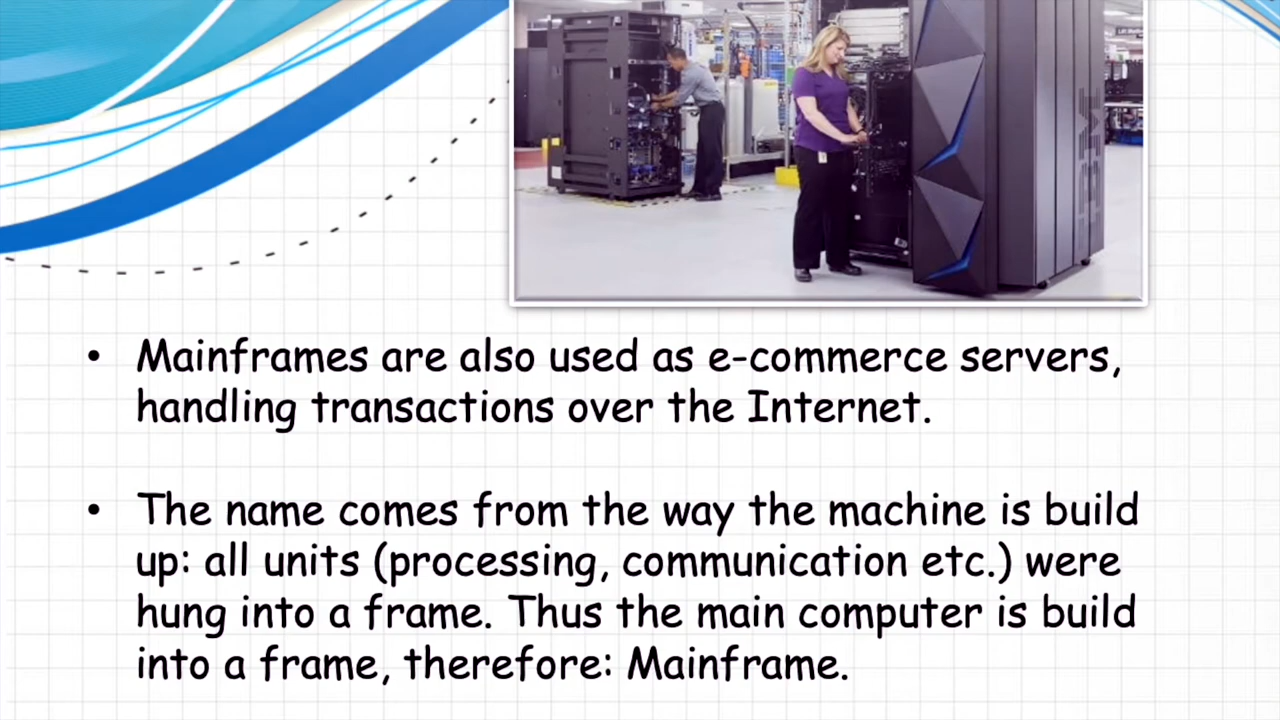 • Mainframes are also used as e-commerce servers,
handling transactions over the Internet.
• The name comes from the way the machine is build
up: all units (processing, communication etc.) were
hung into a frame. Thus the main computer is build
into a frame, therefore: Mainframe.